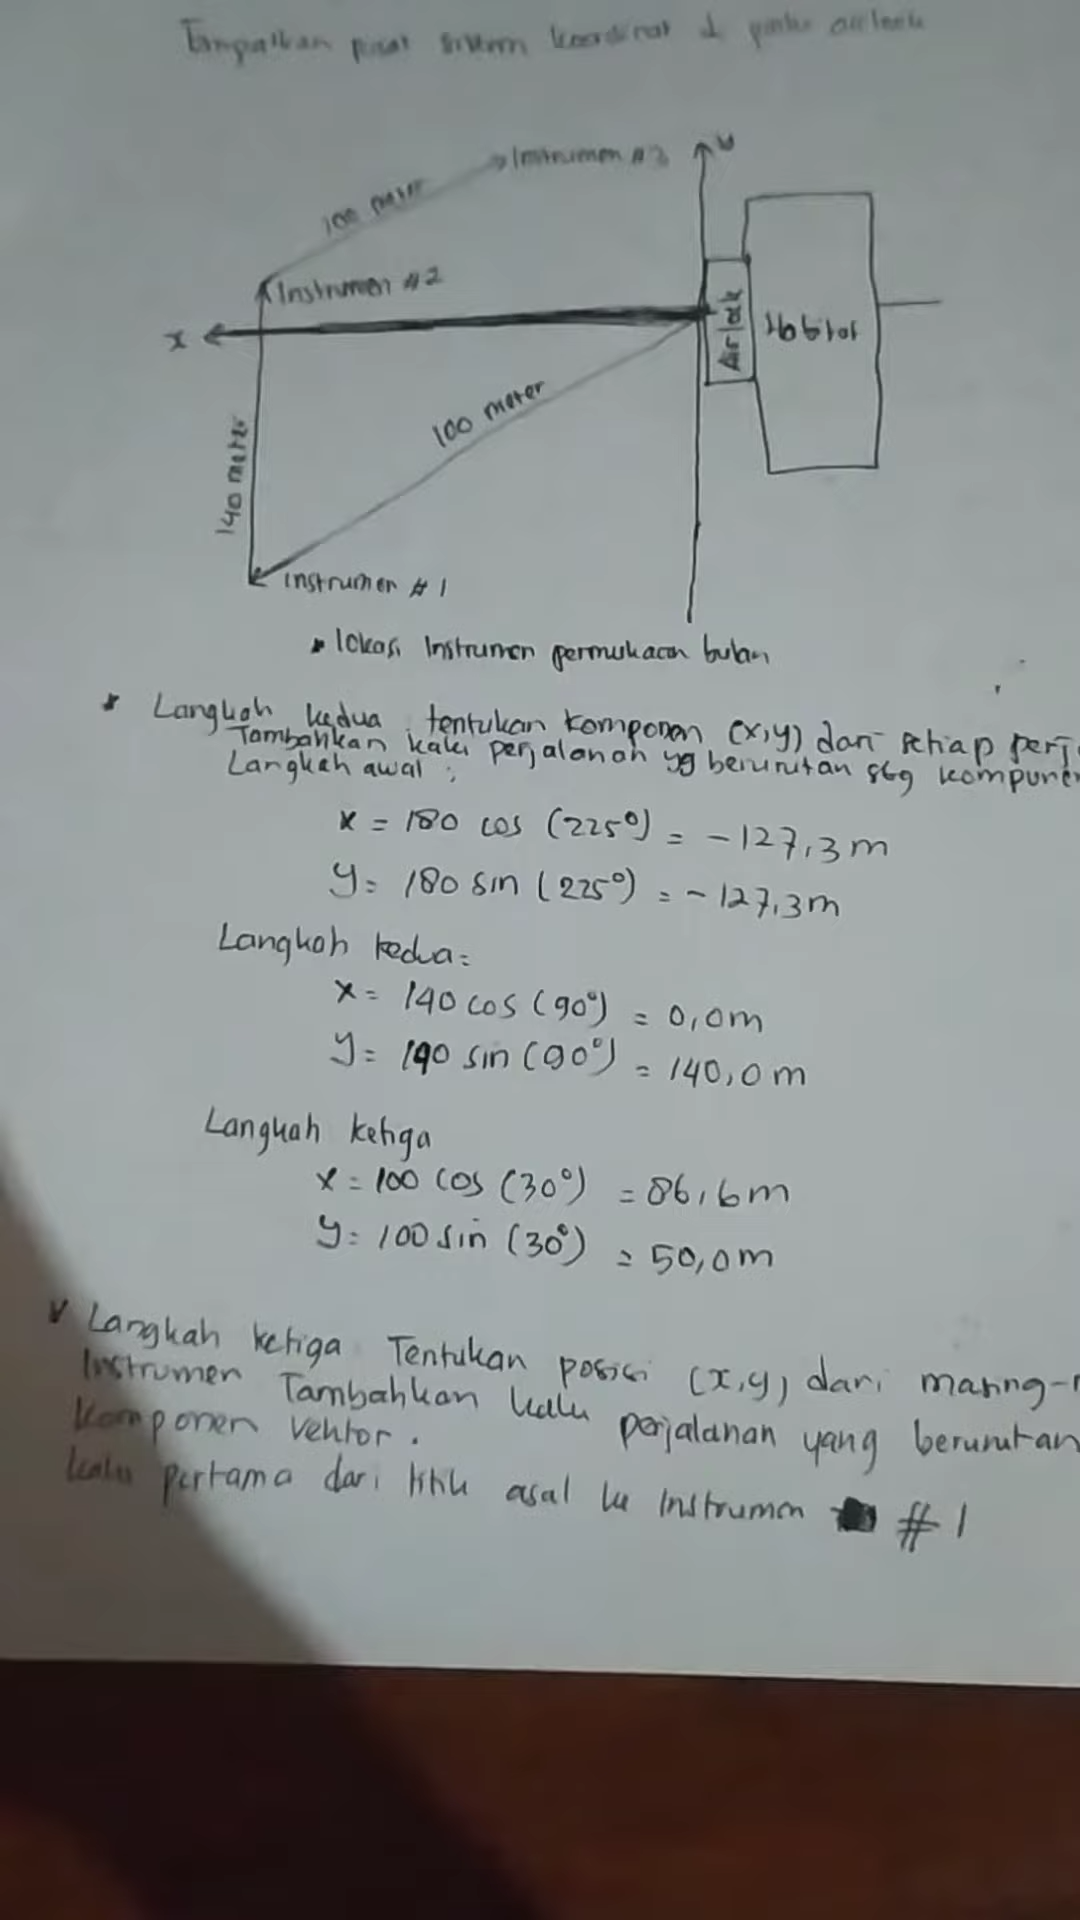 Tempatkan pusat sistem koordinat di pintu airlock
y
Instrumen #3
100 meter
Instrumen #2
x
Airlock
Habitat
100 meter
140 meter
Instrumen #1
lokasi Instrumen permukaan bulan
Langkah kedua tentukan komponen (x,y) dari setiap perj
Tambahkan kaki perjalanan yg berurutan sbg kompone
Langkah awal ;
x = 180 cos (225°) = -127,3 m
y = 180 sin (225°) = -127,3 m
Langkah kedua =
x = 140 cos (90°) = 0,0 m
y = 140 sin (90°) = 140,0 m
Langkah ketiga
x = 100 cos (30°) = 86,6 m
y = 100 sin (30°) = 50,0 m
Langkah ketiga Tentukan posisi (x,y) dari masing-
Instrumen Tambahkan kaki perjalanan yang berurutan
komponen vektor.
kaki pertama dari titik asal ke Instrumen #1